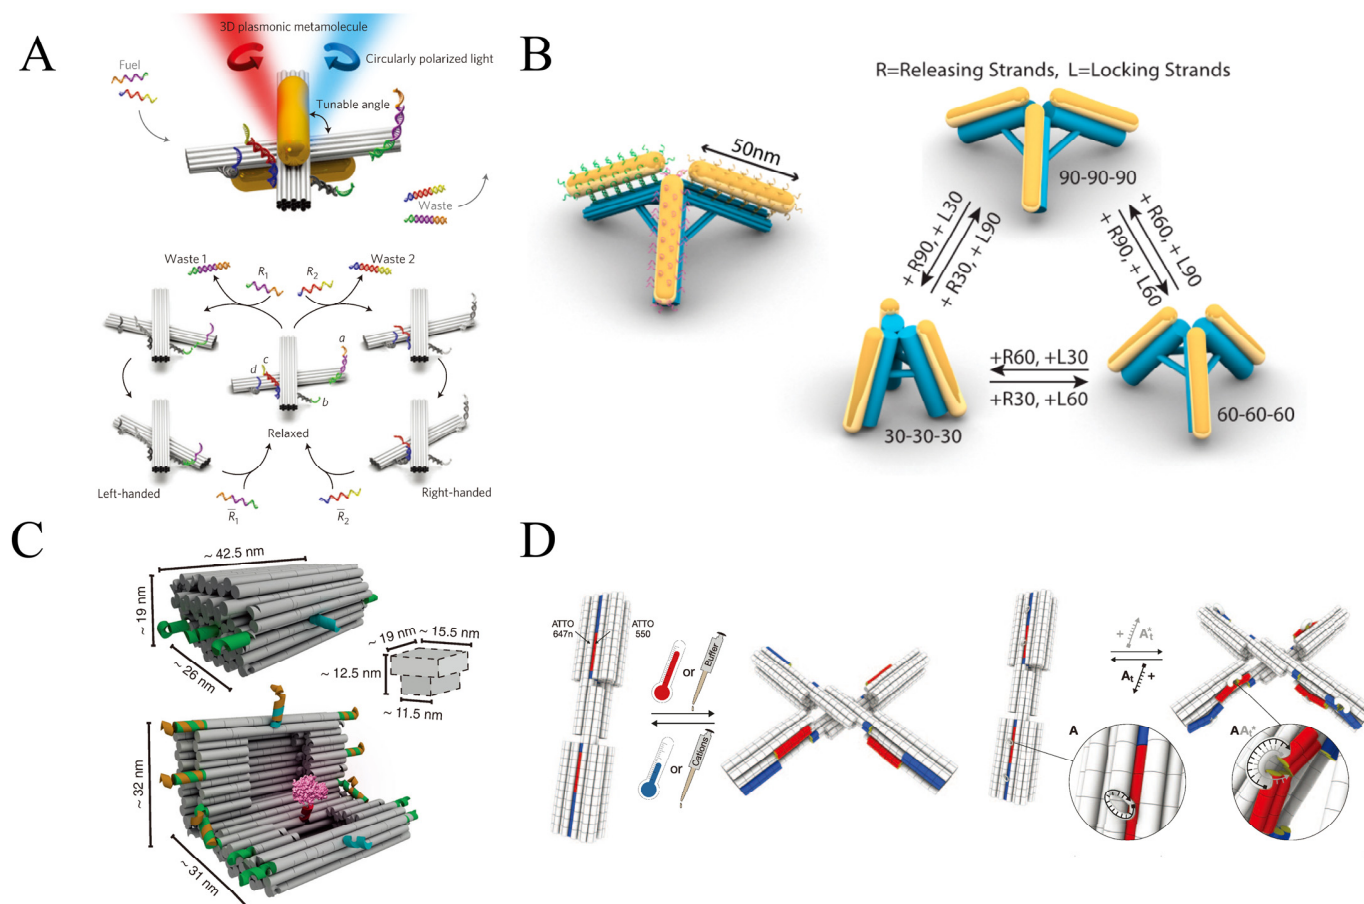 A
3D plasmonic metamolecule
Fuel
Circularly polarized light
Tunable angle
Waste
Waste 1
R1
R2
Waste 2
a
c
d
b
Relaxed
Left-handed
Right-handed
R̅1
R̅2
B
R=Releasing Strands, L=Locking Strands
50nm
90-90-90
+ R90, + L30
+ R30, + L90
+ R60, + L90
+ R90, + L60
+R60, +L30
+R30, +L60
30-30-30
60-60-60
C
~ 42.5 nm
~ 19 nm
~ 26 nm
~ 19 nm
~ 15.5 nm
~ 12.5 nm
~ 11.5 nm
~ 32 nm
~ 31 nm
D
ATTO
647n
ATTO
550
or
Buffer
or
Cations
+ At*
At +
A
AAt*